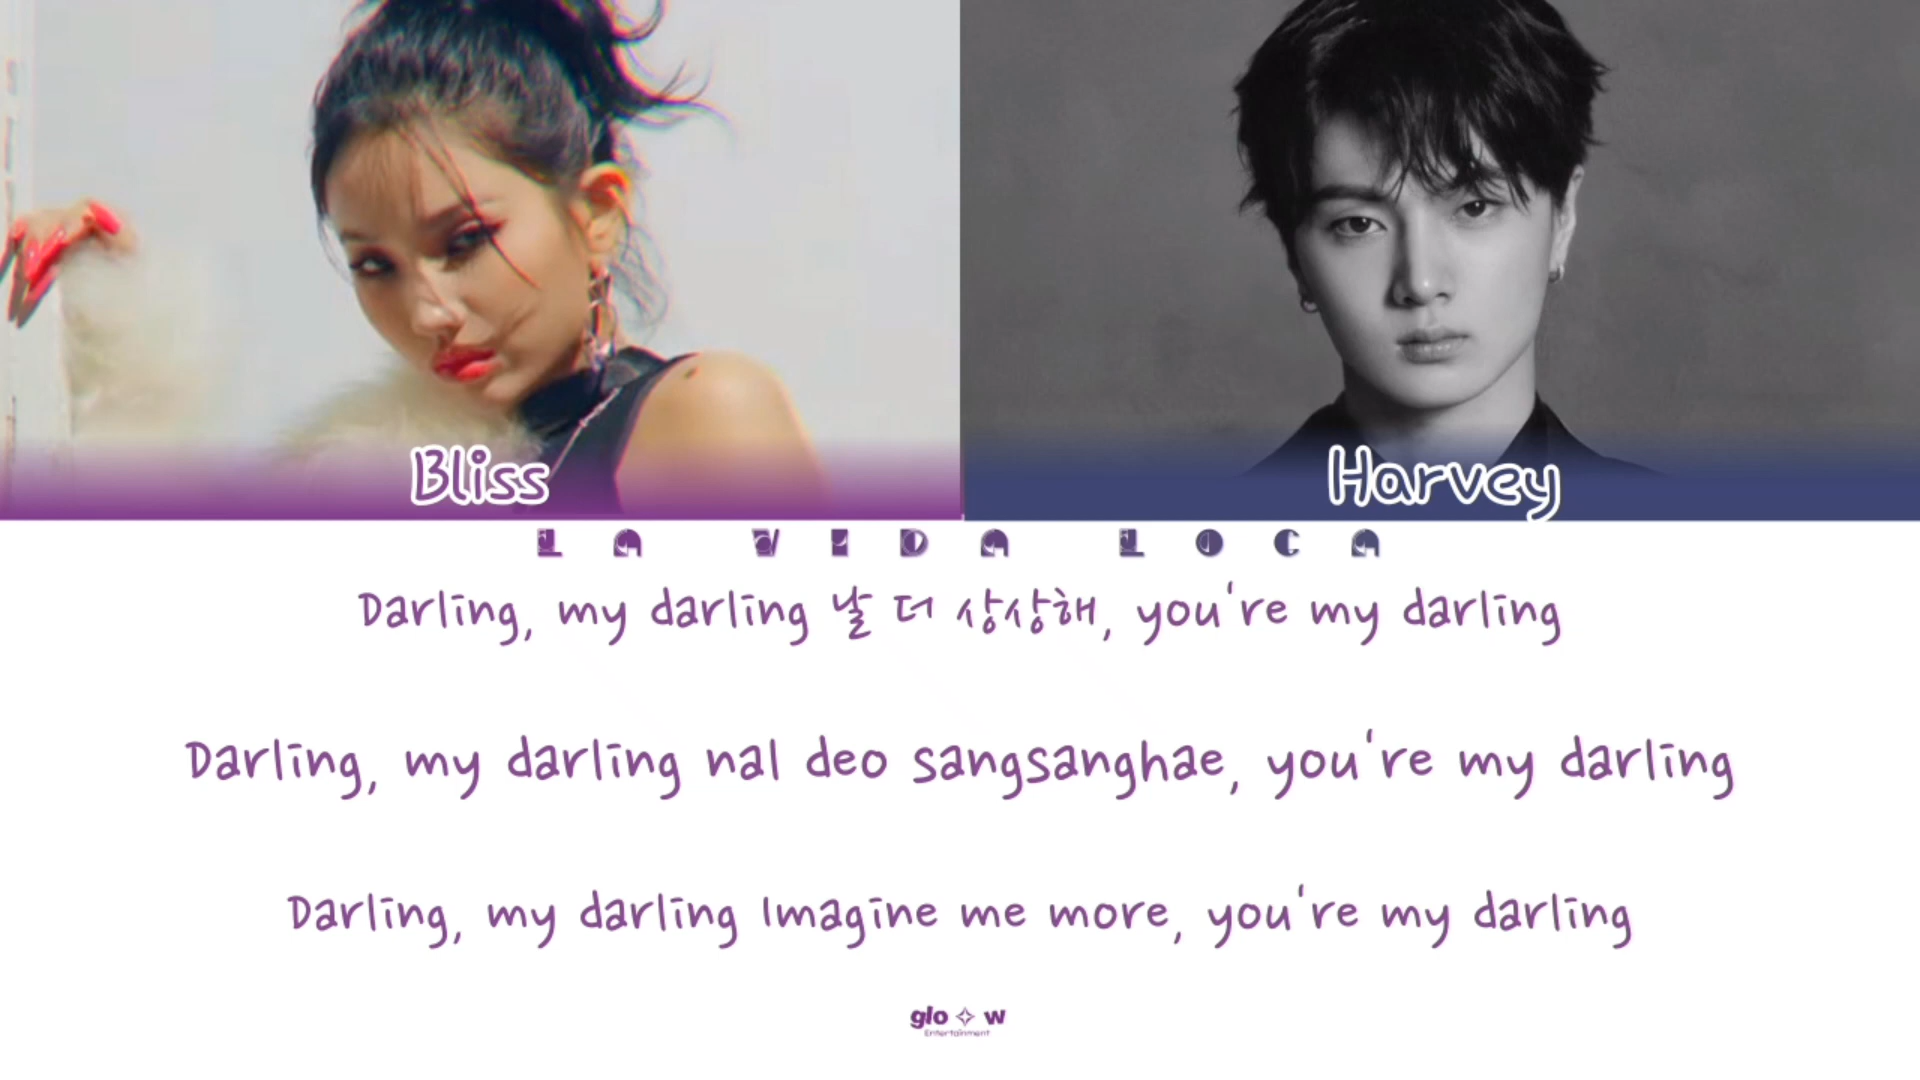 Bliss
Harvey
LA VIDA LOCA
Darling, my darling 날 더 상상해, you're my darling
Darling, my darling nal deo sangsanghae, you're my darling
Darling, my darling Imagine me more, you're my darling
glo✧w
Entertainment